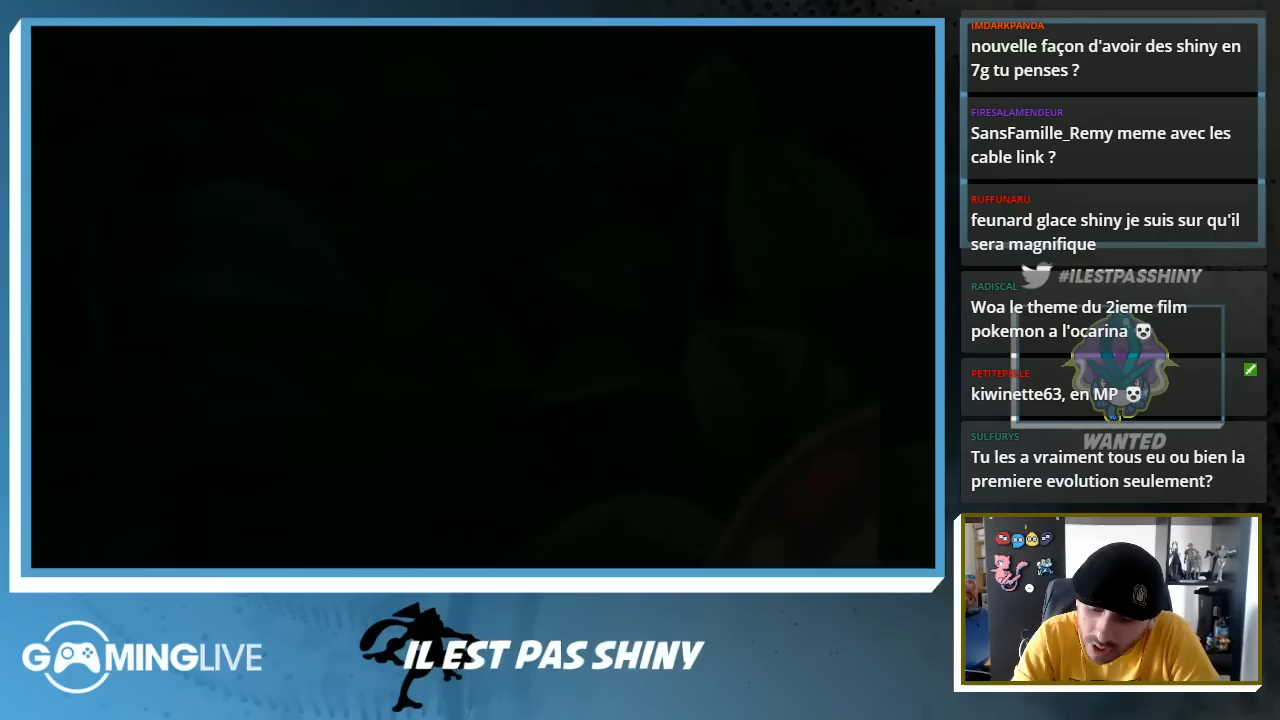 IMDARKPANDA
nouvelle façon d'avoir des shiny en
7g tu penses ?
FIRESALAMENDEUR
SansFamille_Remy meme avec les
cable link ?
RUFFUNARU
feunard glace shiny je suis sur qu'il
sera magnifique
#ILESTPASSHINY
RADISCAL
Woa le theme du 2ieme film
pokemon a l'ocarina
PETITEPELLE
kiwinette63, en MP
WANTED
SULFURYS
Tu les a vraiment tous eu ou bien la
premiere evolution seulement?
GAMINGLIVE
IL EST PAS SHINY